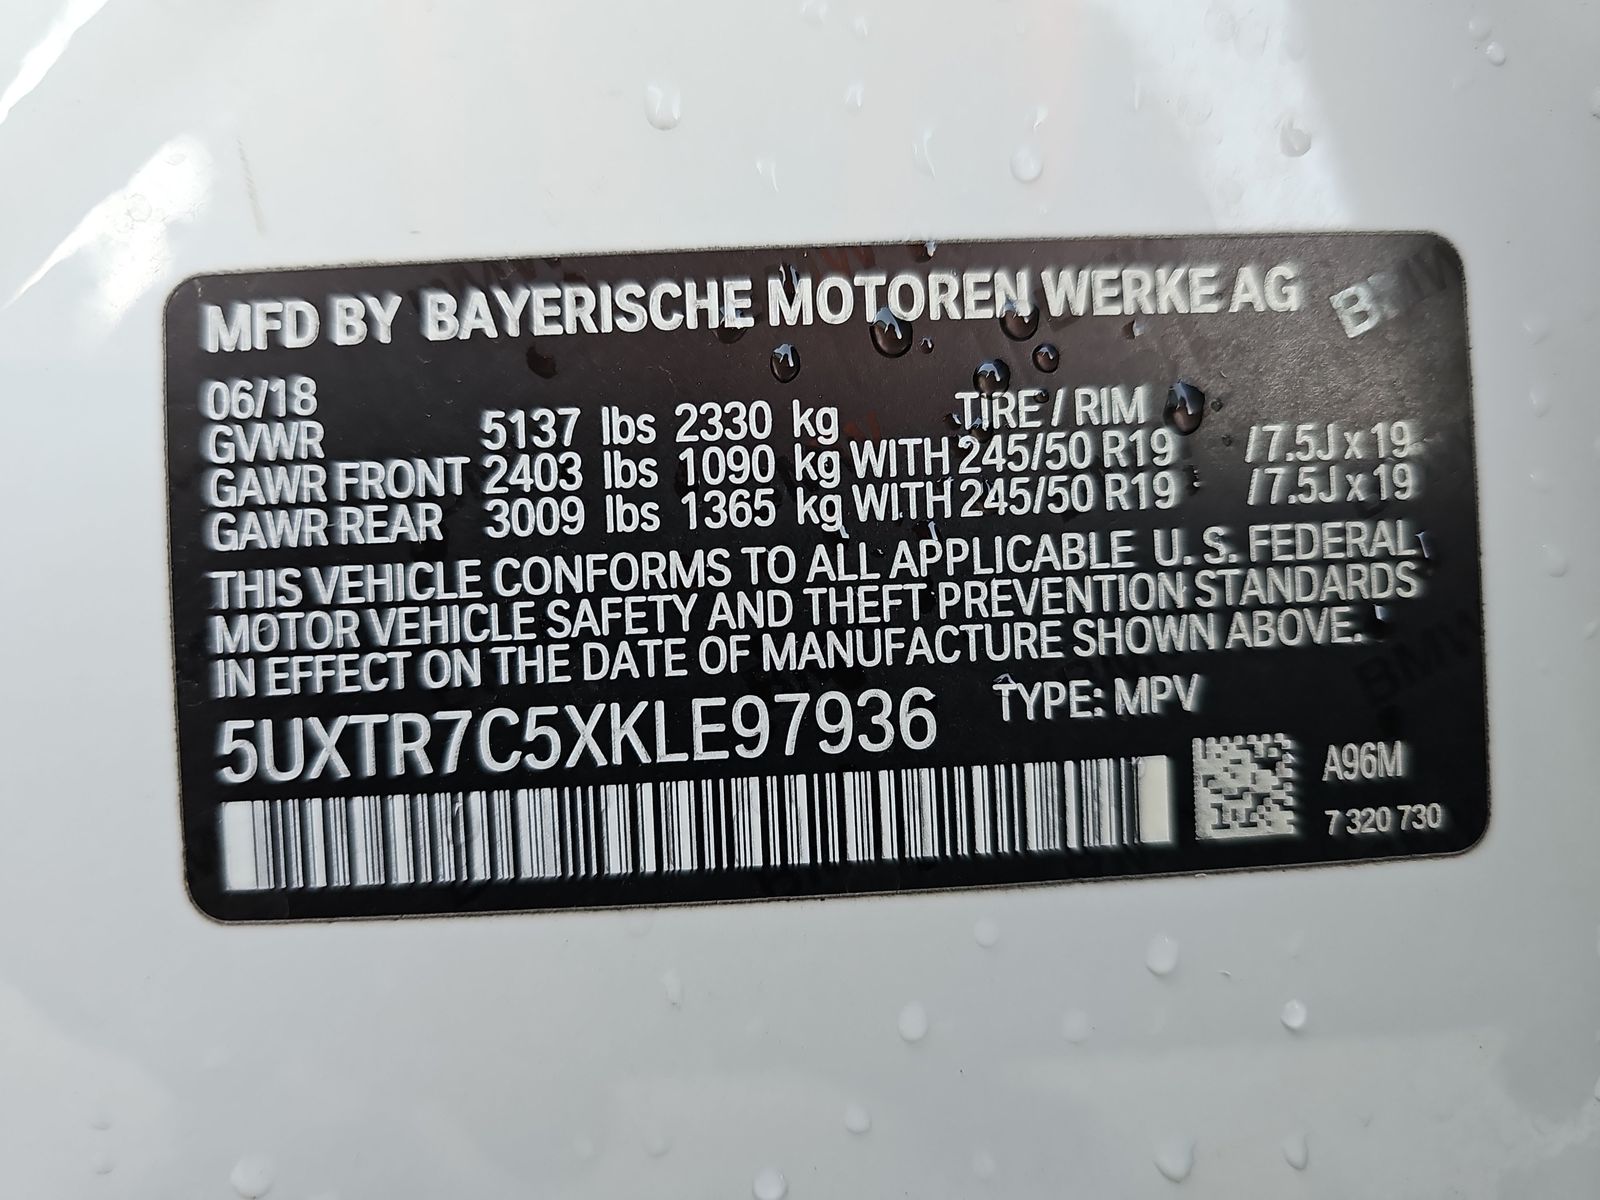 MFD BY BAYERISCHE MOTOREN WERKE AG
BMW
06/18 TIRE / RIM
GVWR 5137 lbs 2330 kg
GAWR FRONT 2403 lbs 1090 kg WITH 245/50 R19 /7.5J x 19
GAWR REAR 3009 lbs 1365 kg WITH 245/50 R19 /7.5J x 19
THIS VEHICLE CONFORMS TO ALL APPLICABLE U. S. FEDERAL
MOTOR VEHICLE SAFETY AND THEFT PREVENTION STANDARDS
IN EFFECT ON THE DATE OF MANUFACTURE SHOWN ABOVE.
5UXTR7C5XKLE97936 TYPE: MPV
A96M
7 320 730